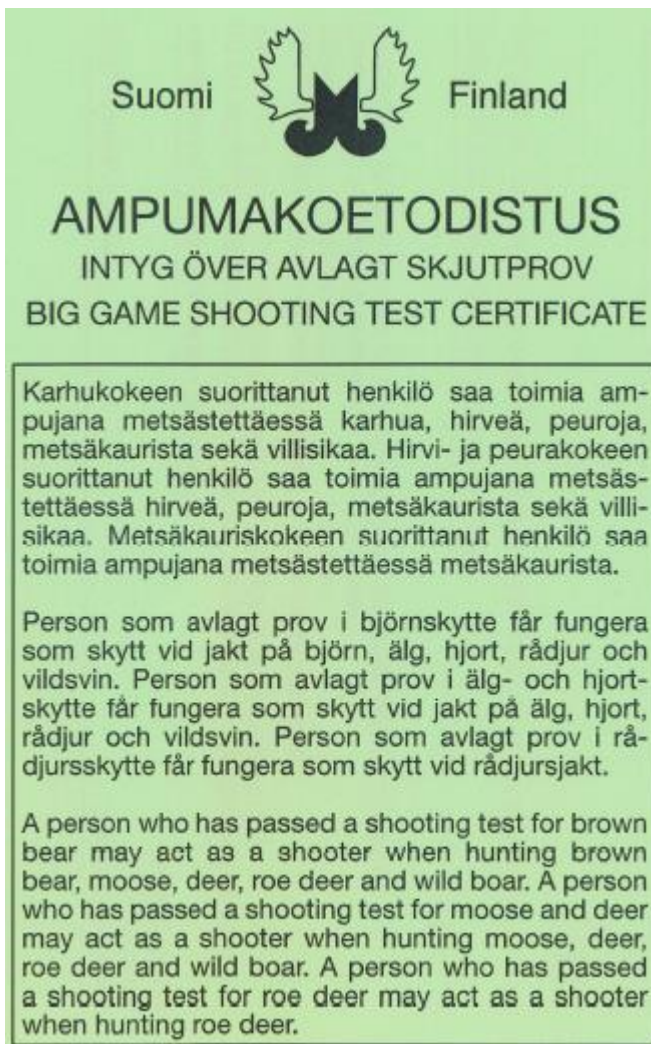 Suomi Finland
AMPUMAKOETODISTUS
INTYG ÖVER AVLAGT SKJUTPROV
BIG GAME SHOOTING TEST CERTIFICATE
Karhukokeen suorittanut henkilö saa toimia am-
pujana metsästettäessä karhua, hirveä, peuroja,
metsäkaurista sekä villisikaa. Hirvi- ja peurakokeen
suorittanut henkilö saa toimia ampujana metsäs-
tettäessä hirveä, peuroja, metsäkaurista sekä villi-
sikaa. Metsäkauriskokeen suorittanut henkilö saa
toimia ampujana metsästettäessä metsäkaurista.
Person som avlagt prov i björnskytte får fungera
som skytt vid jakt på björn, älg, hjort, rådjur och
vildsvin. Person som avlagt prov i älg- och hjort-
skytte får fungera som skytt vid jakt på älg, hjort,
rådjur och vildsvin. Person som avlagt prov i rå-
djursskytte får fungera som skytt vid rådjursjakt.
A person who has passed a shooting test for brown
bear may act as a shooter when hunting brown
bear, moose, deer, roe deer and wild boar. A person
who has passed a shooting test for moose and deer
may act as a shooter when hunting moose, deer,
roe deer and wild boar. A person who has passed
a shooting test for roe deer may act as a shooter
when hunting roe deer.